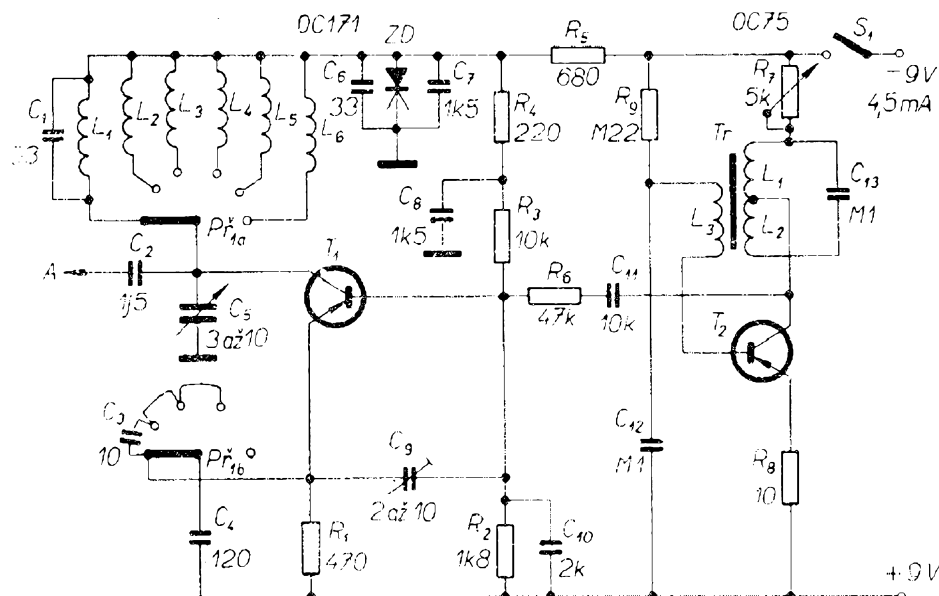 OC171 ZD OC75 S₁
R₅
680
-9V
4,5mA
C₁
33
L₁ L₂ L₃ L₄ L₅ L₆
C₆
33
C₇
1k5
R₄
220
R₉
M22
R₇
5k
Tr
L₁
L₂
L₃
C₁₃
M1
C₈
1k5
R₃
10k
Př₁ₐ
A
C₂
1j5
C₅
3až10
T₁
R₆
47k
C₁₁
10k
T₂
C₃
10
Př₁b
C₉
2až10
C₁₂
M1
R₈
10
C₄
120
R₁
470
R₂
1k8
C₁₀
2k
+9V